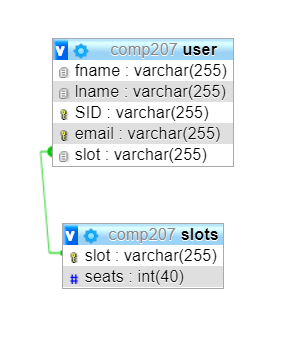 v comp207 user
fname : varchar(255)
lname : varchar(255)
SID : varchar(255)
email : varchar(255)
slot : varchar(255)
v comp207 slots
slot : varchar(255)
# seats : int(40)